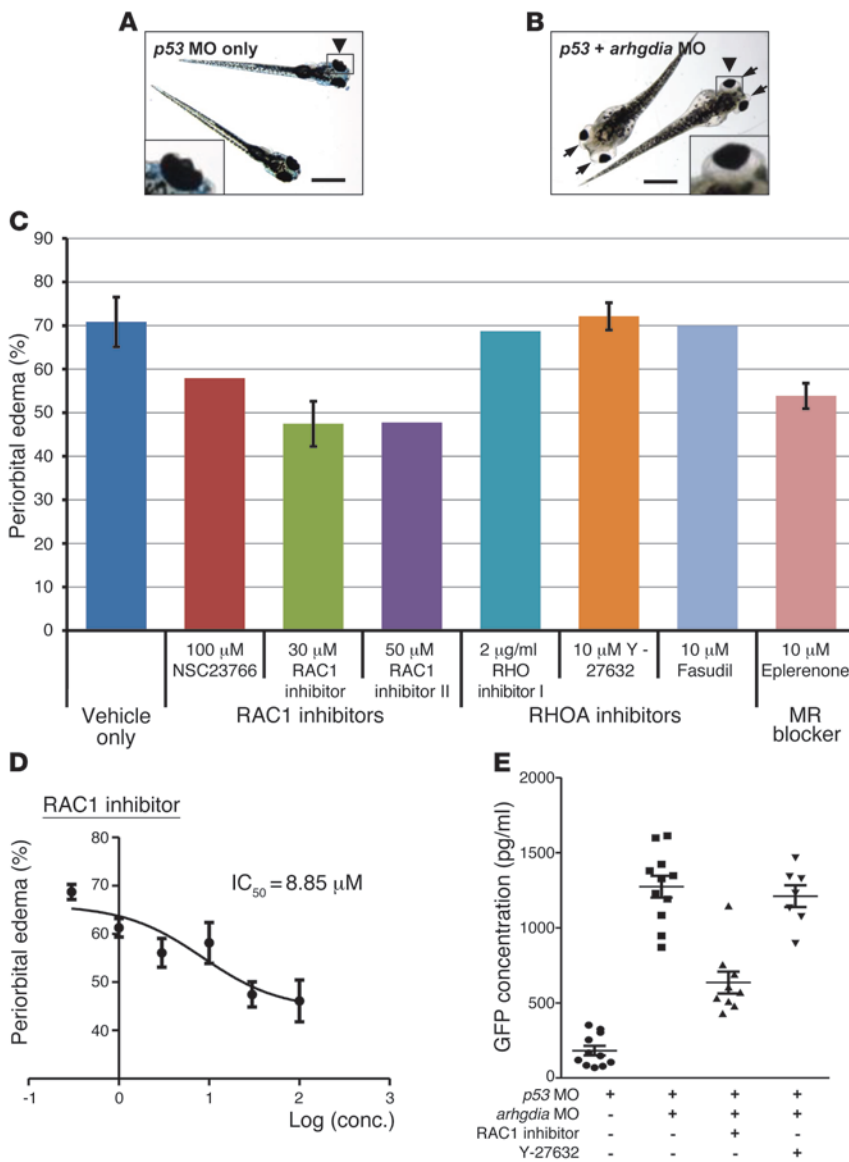 A
p53 MO only
B
p53 + arhgdia MO
C
Periorbital edema (%)
90
80
70
60
50
40
30
20
10
0
100 μM NSC23766
30 μM RAC1 inhibitor
50 μM RAC1 inhibitor II
2 μg/ml RHO inhibitor I
10 μM Y - 27632
10 μM Fasudil
10 μM Eplerenone
Vehicle only
RAC1 inhibitors
RHOA inhibitors
MR blocker
D
RAC1 inhibitor
Periorbital edema (%)
80
70
60
50
40
IC50 = 8.85 μM
-1
0
1
2
3
Log (conc.)
E
GFP concentration (pg/ml)
2000
1500
1000
500
0
p53 MO + + + +
arhgdia MO - + + +
RAC1 inhibitor - - + -
Y-27632 - - - +